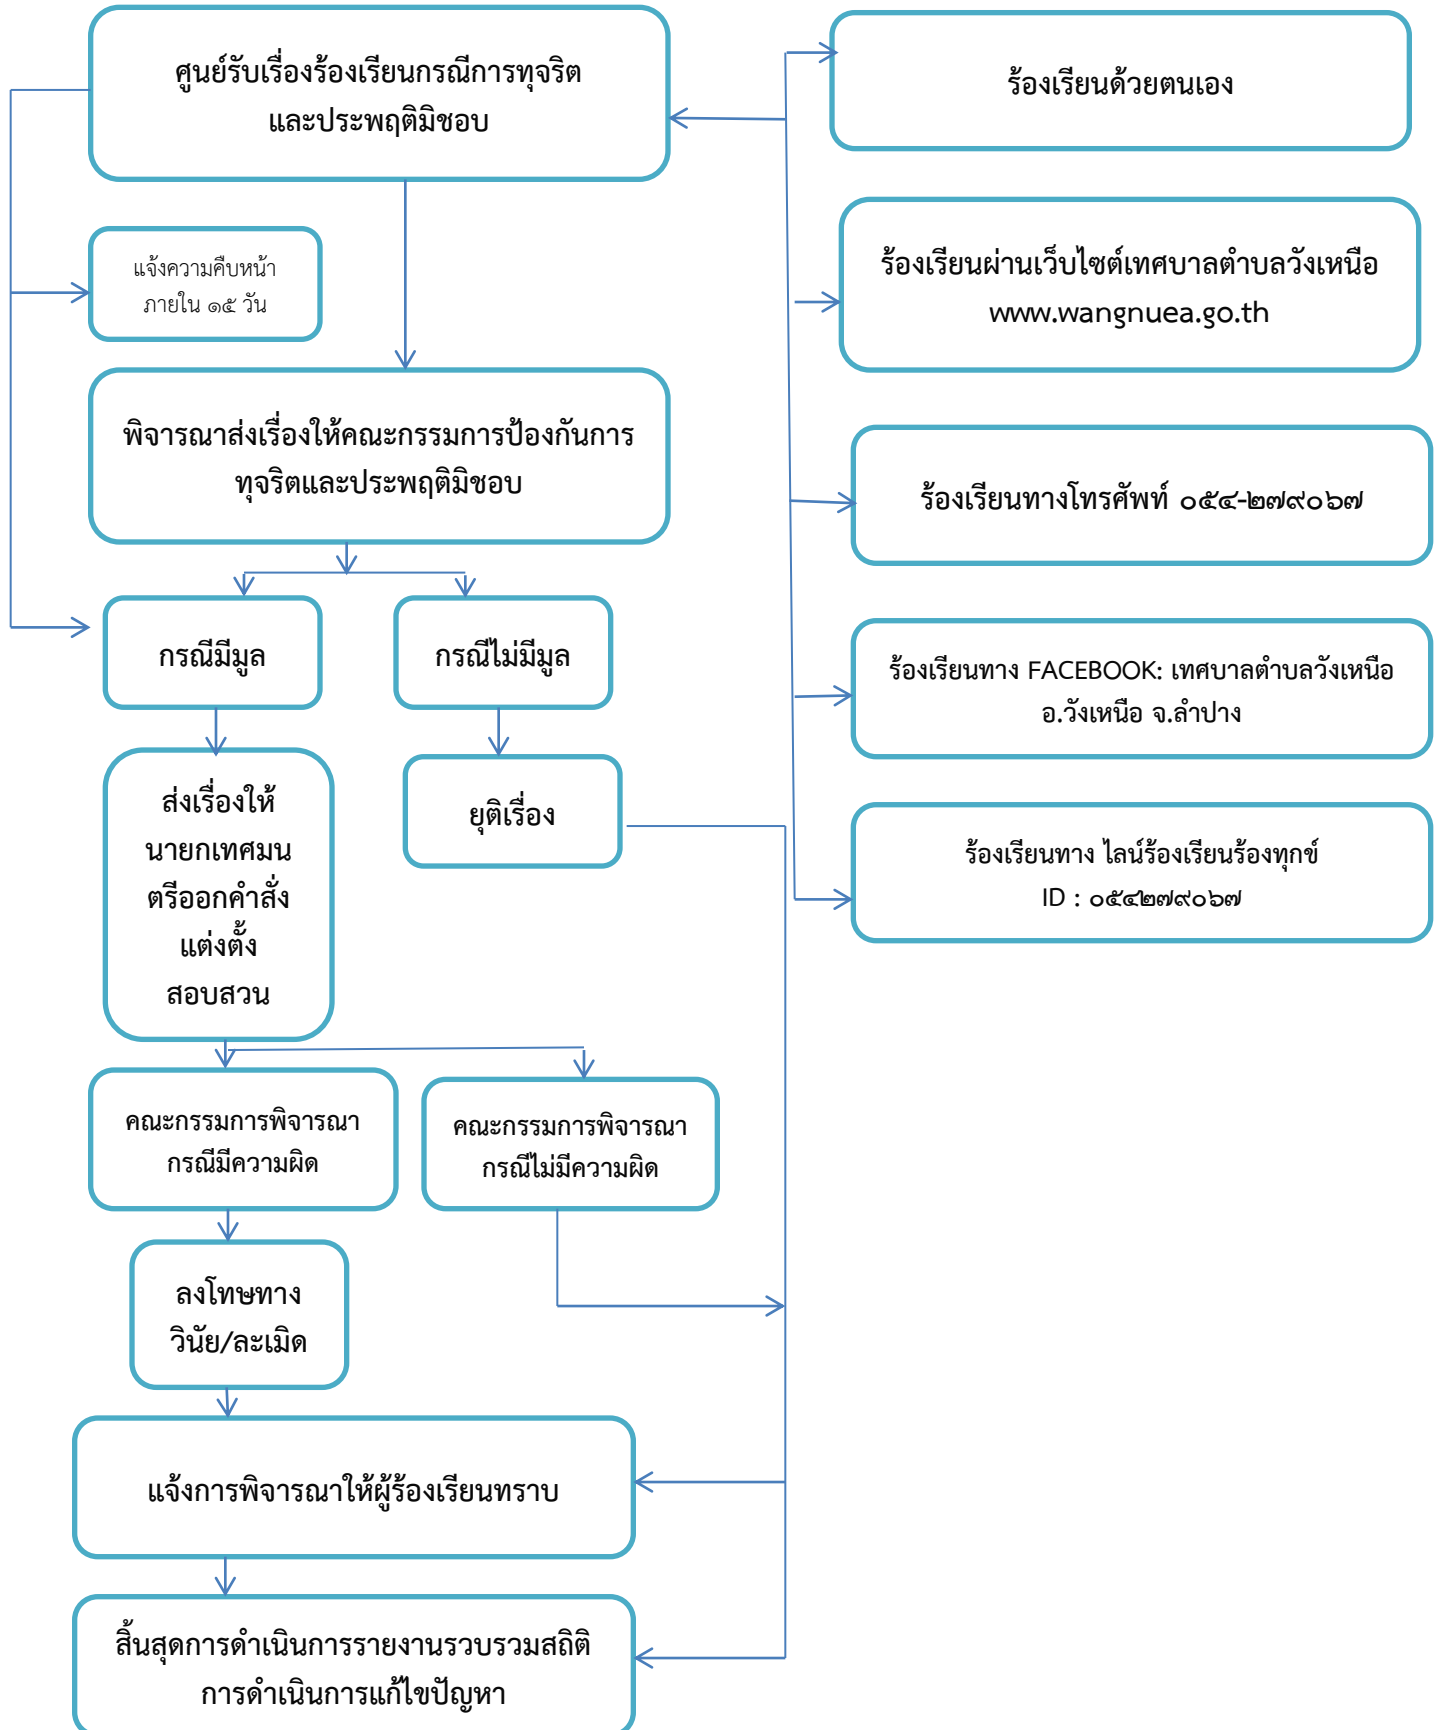 ศูนย์รับเรื่องร้องเรียนกรณีการทุจริต
และประพฤติมิชอบ
แจ้งความคืบหน้า
ภายใน ๑๕ วัน
พิจารณาส่งเรื่องให้คณะกรรมการป้องกันการ
ทุจริตและประพฤติมิชอบ
กรณีมีมูล
กรณีไม่มีมูล
ส่งเรื่องให้
นายกเทศมน
ตรีออกคำสั่ง
แต่งตั้ง
สอบสวน
ยุติเรื่อง
คณะกรรมการพิจารณา
กรณีมีความผิด
คณะกรรมการพิจารณา
กรณีไม่มีความผิด
ลงโทษทาง
วินัย/ละเมิด
แจ้งการพิจารณาให้ผู้ร้องเรียนทราบ
สิ้นสุดการดำเนินการรายงานรวบรวมสถิติ
การดำเนินการแก้ไขปัญหา
ร้องเรียนด้วยตนเอง
ร้องเรียนผ่านเว็บไซต์เทศบาลตำบลวังเหนือ
www.wangnuea.go.th
ร้องเรียนทางโทรศัพท์ ๐๕๔-๒๗๙๐๖๗
ร้องเรียนทาง FACEBOOK: เทศบาลตำบลวังเหนือ
อ.วังเหนือ จ.ลำปาง
ร้องเรียนทาง ไลน์ร้องเรียนร้องทุกข์
ID : ๐๕๔๒๗๙๐๖๗